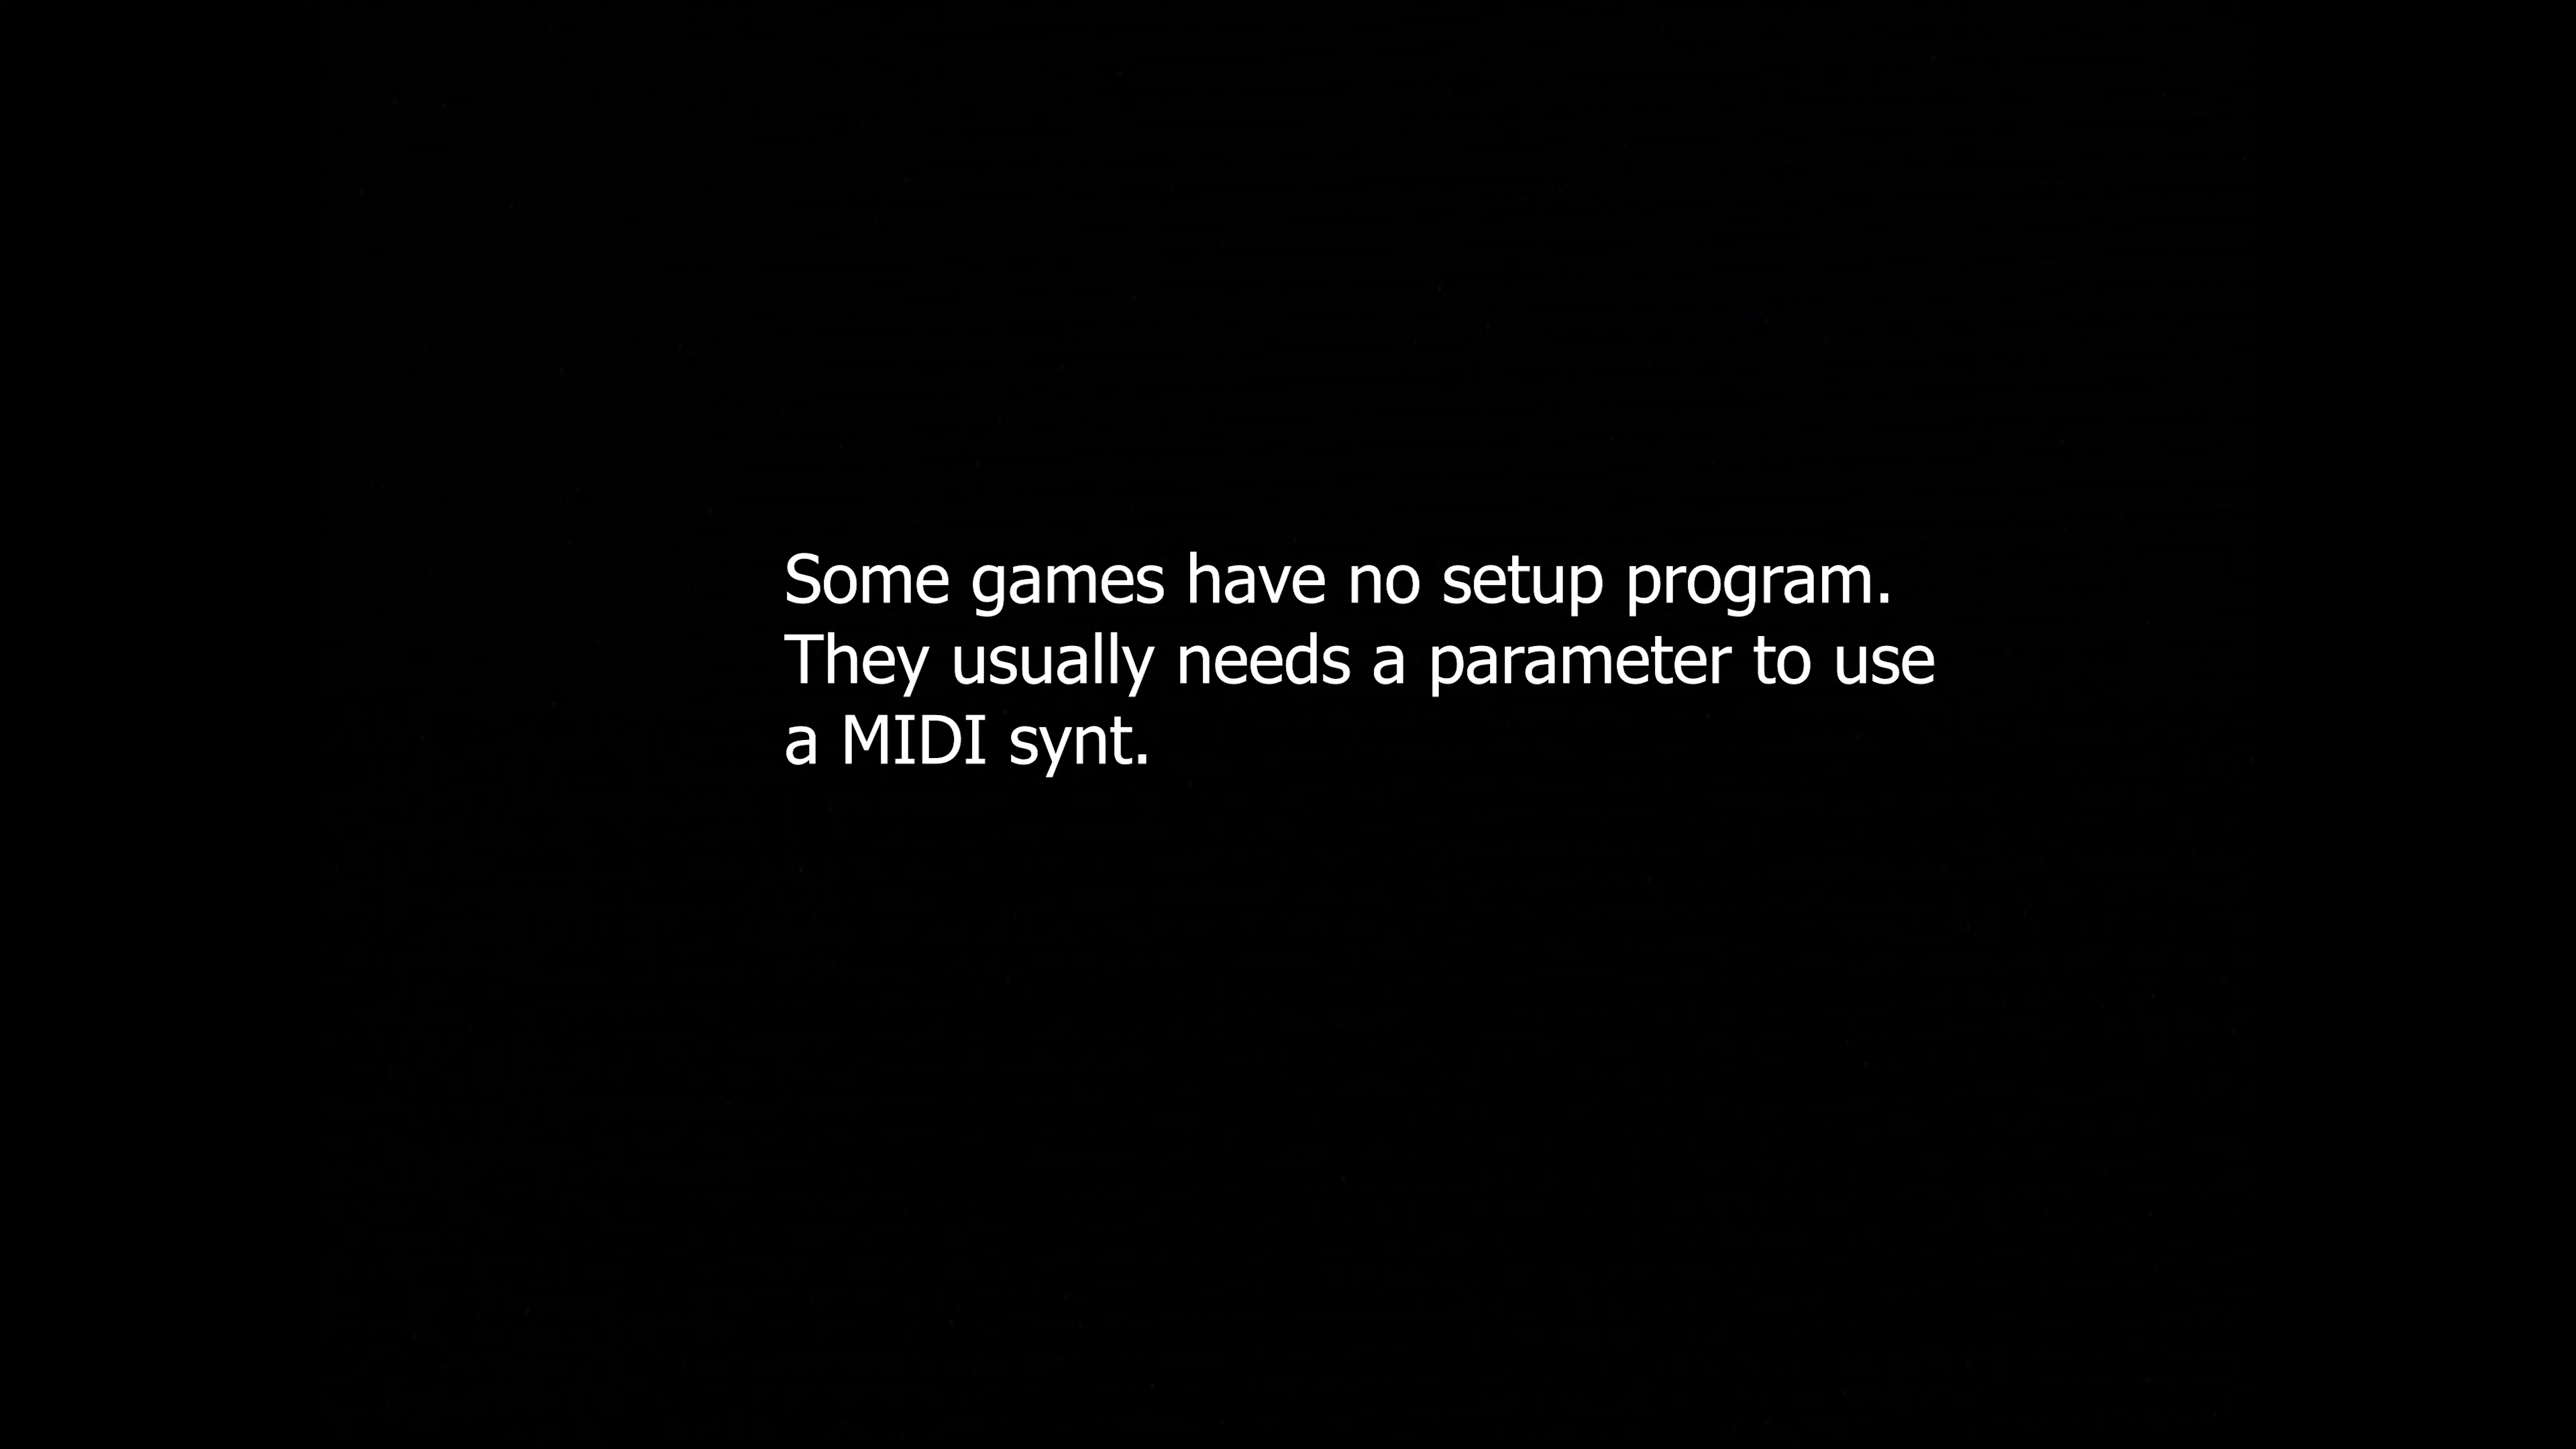 Some games have no setup program.
They usually needs a parameter to use
a MIDI synt.